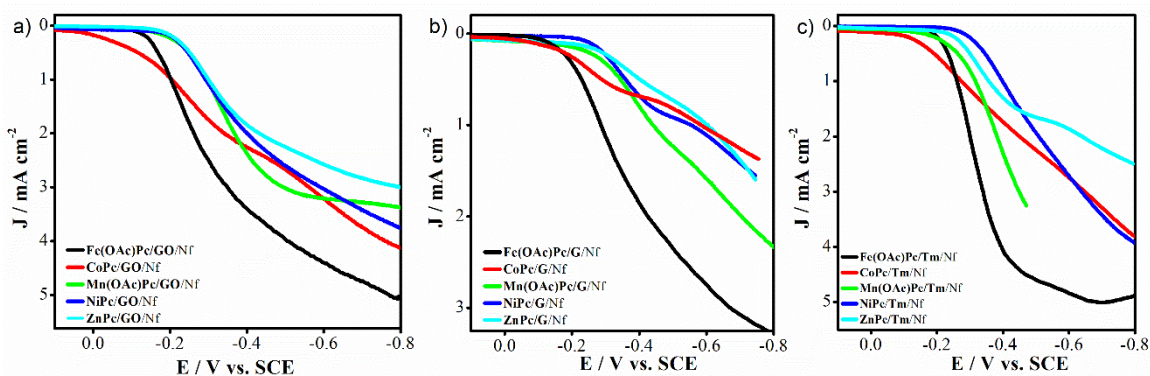 a)
0
1
2
3
4
5
J / mA cm-2
Fe(OAc)Pc/GO/Nf
CoPc/GO/Nf
Mn(OAc)Pc/GO/Nf
NiPc/GO/Nf
ZnPc/GO/Nf
0.0 -0.2 -0.4 -0.6 -0.8
E / V vs. SCE
b)
0
1
2
3
J / mA cm-2
Fe(OAc)Pc/G/Nf
CoPc/G/Nf
Mn(OAc)Pc/G/Nf
NiPc/G/Nf
ZnPc/G/Nf
0.0 -0.2 -0.4 -0.6 -0.8
E / V vs. SCE
c)
0
1
2
3
4
5
J / mA cm-2
Fe(OAc)Pc/Tm/Nf
CoPc/Tm/Nf
Mn(OAc)Pc/Tm/Nf
NiPc/Tm/Nf
ZnPc/Tm/Nf
0.0 -0.2 -0.4 -0.6 -0.8
E / V vs. SCE